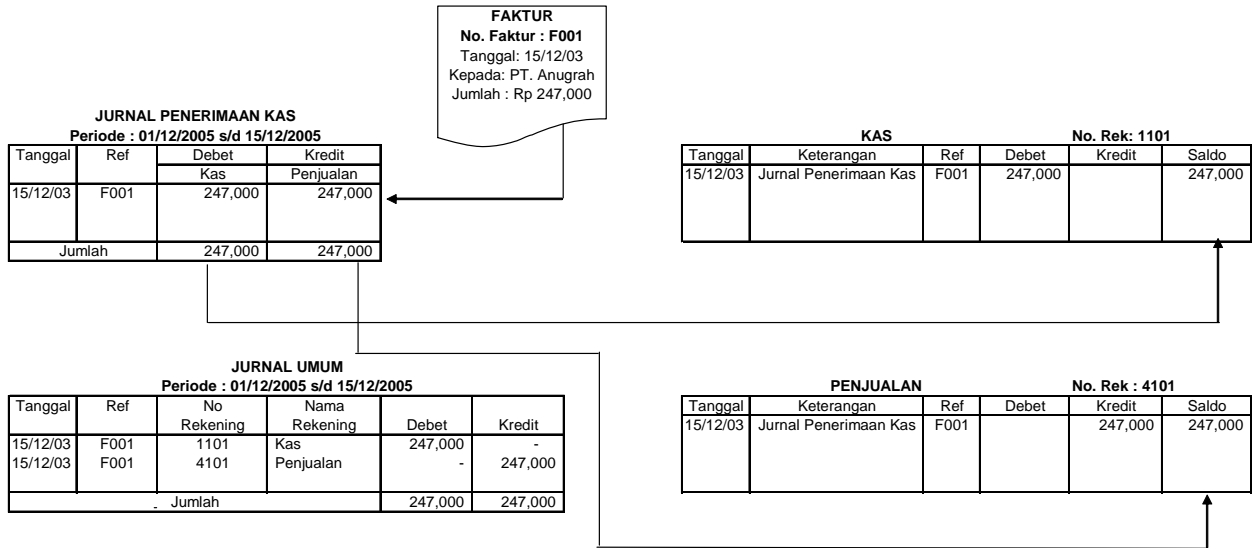 FAKTUR
No. Faktur : F001
Tanggal: 15/12/03
Kepada: PT. Anugrah
Jumlah : Rp 247,000
JURNAL PENERIMAAN KAS
Periode : 01/12/2005 s/d 15/12/2005
Tanggal Ref Debet Kredit
Kas Penjualan
15/12/03 F001 247,000 247,000
Jumlah 247,000 247,000
KAS No. Rek: 1101
Tanggal Keterangan Ref Debet Kredit Saldo
15/12/03 Jurnal Penerimaan Kas F001 247,000 247,000
JURNAL UMUM
Periode : 01/12/2005 s/d 15/12/2005
Tanggal Ref No Nama
Rekening Rekening Debet Kredit
15/12/03 F001 1101 Kas 247,000 -
15/12/03 F001 4101 Penjualan - 247,000
- Jumlah 247,000 247,000
PENJUALAN No. Rek : 4101
Tanggal Keterangan Ref Debet Kredit Saldo
15/12/03 Jurnal Penerimaan Kas F001 247,000 247,000